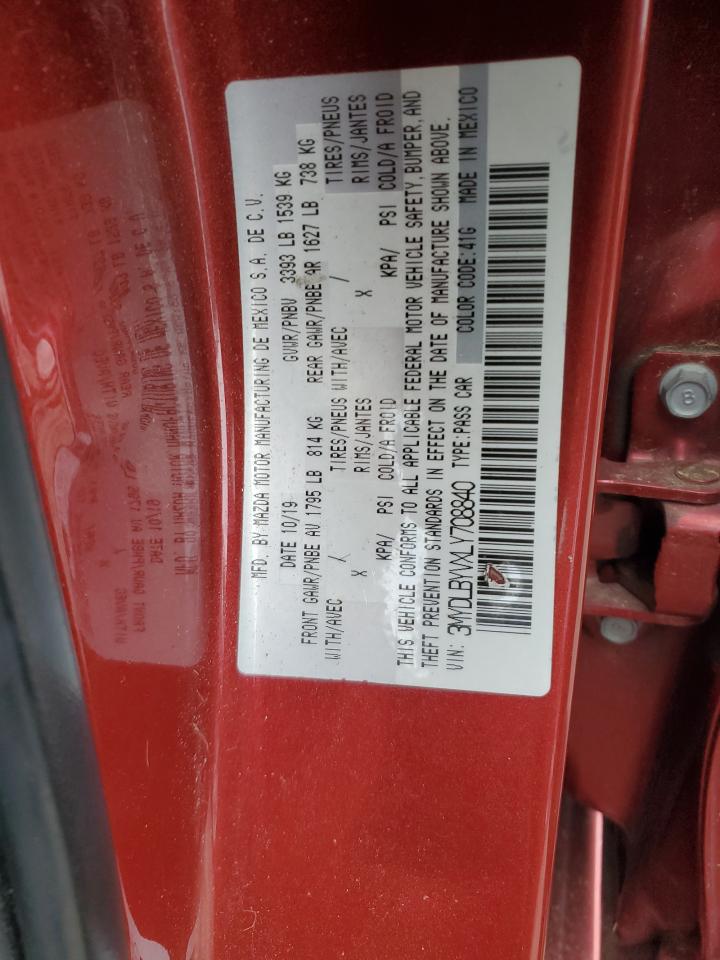 MFD. BY MAZDA MOTOR MANUFACTURING DE MEXICO S.A. DE C.V.
DATE 10/19 GVWR/PNBV 3393 LB 1539 KG
FRONT GAWR/PNBE AV 1795 LB 814 KG REAR GAWR/PNBE AR 1627 LB 738 KG
WITH/AVEC / TIRES/PNEUS WITH/AVEC / TIRES/PNEUS
X RIMS/JANTES X RIMS/JANTES
KPA/ PSI COLD/A FROID KPA/ PSI COLD/A FROID
THIS VEHICLE CONFORMS TO ALL APPLICABLE FEDERAL MOTOR VEHICLE SAFETY, BUMPER, AND
THEFT PREVENTION STANDARDS IN EFFECT ON THE DATE OF MANUFACTURE SHOWN ABOVE.
VIN: 3MYDLBYVXLY708840 TYPE:PASS CAR COLOR CODE:41G MADE IN MEXICO
8